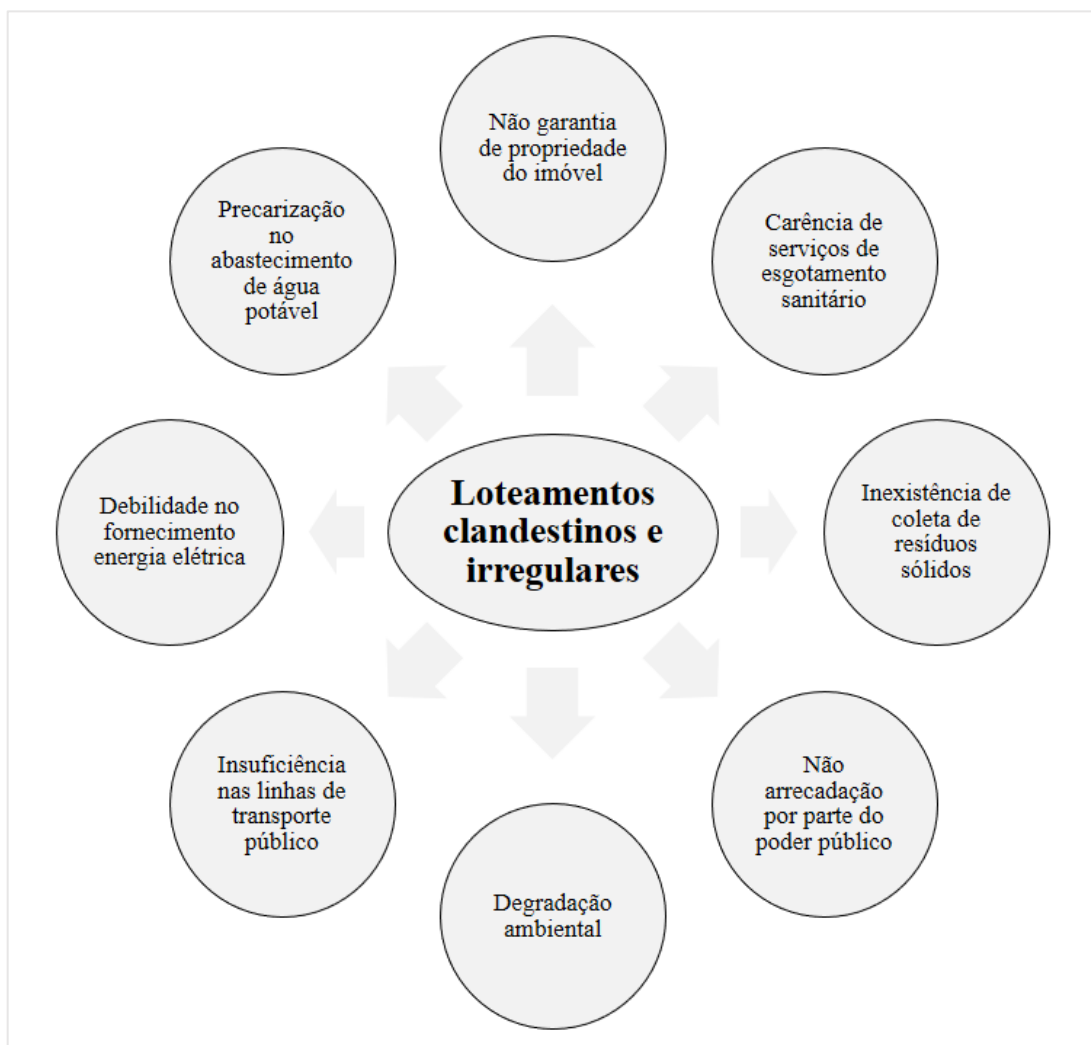 Não garantia
de propriedade
do imóvel
Precarização
no
abastecimento
de água
potável
Carência de
serviços de
esgotamento
sanitário
Debilidade no
fornecimento
energia elétrica
Loteamentos
clandestinos e
irregulares
Inexistência de
coleta de
resíduos
sólidos
Insuficiência
nas linhas de
transporte
público
Não
arrecadação
por parte do
poder público
Degradação
ambiental